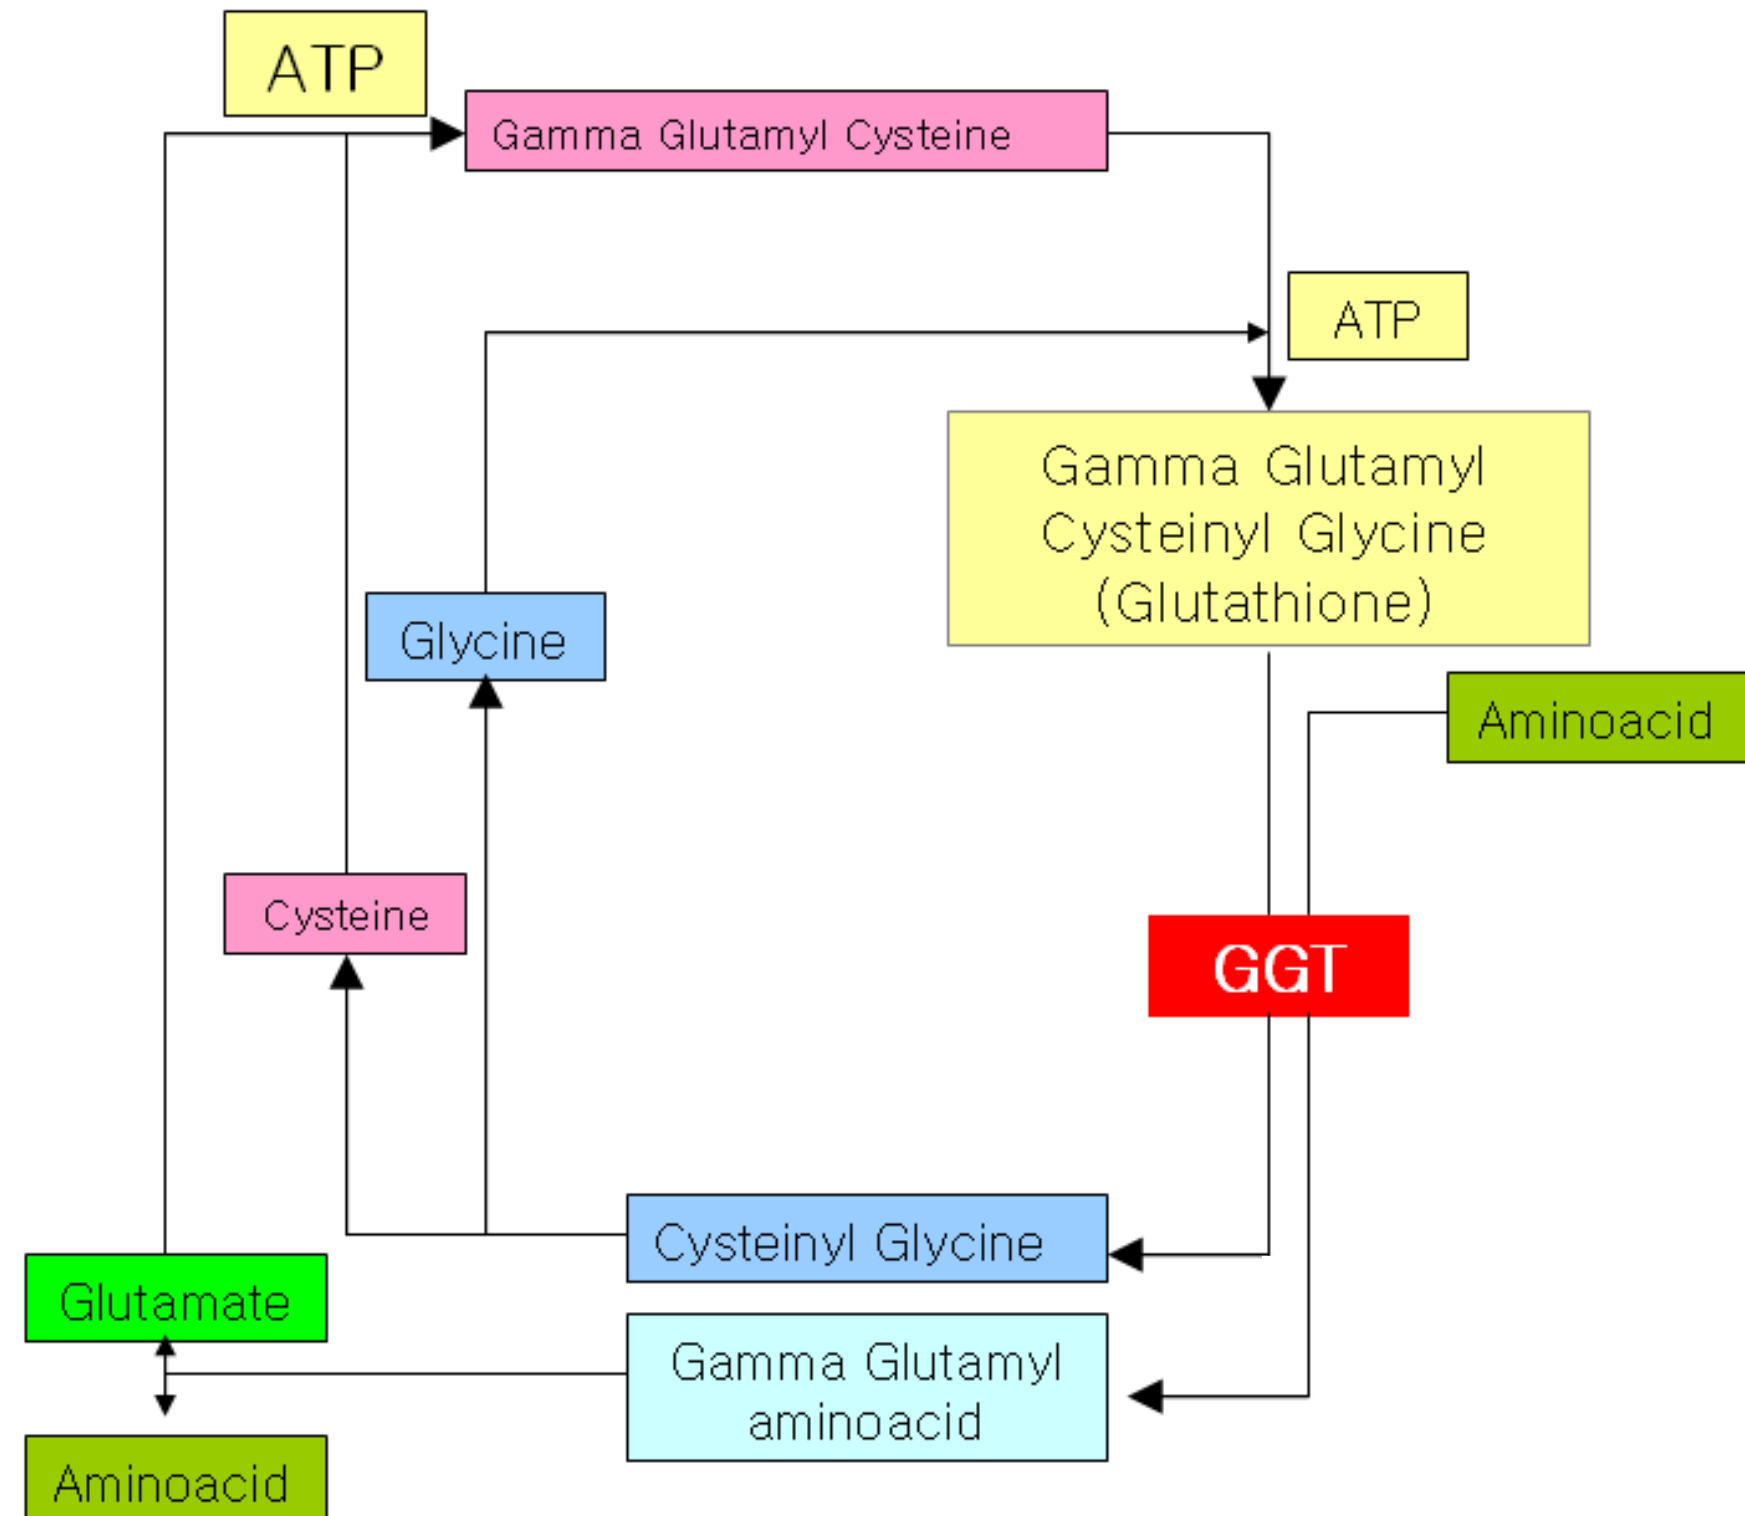 ATP
Gamma Glutamyl Cysteine
ATP
Gamma Glutamyl
Cysteinyl Glycine
(Glutathione)
Glycine
Aminoacid
Cysteine
GGT
Cysteinyl Glycine
Glutamate
Gamma Glutamyl
aminoacid
Aminoacid